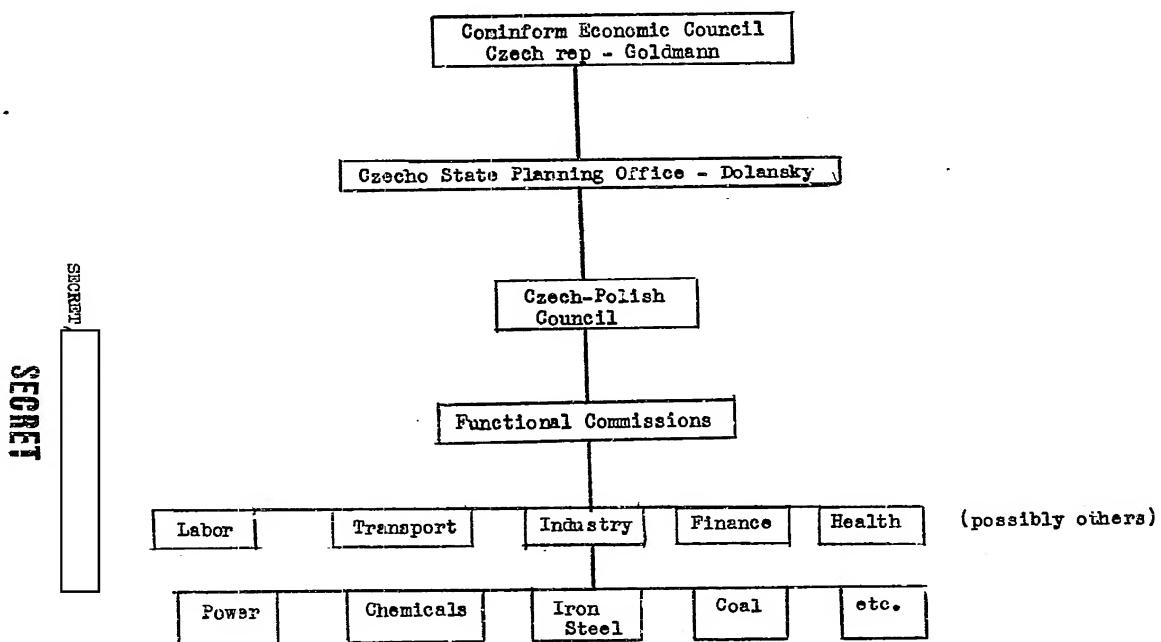 Cominform Economic Council
Czech rep - Goldmann
Czecho State Planning Office - Dolansky
Czech-Polish
Council
Functional Commissions
Labor
Transport
Industry
Finance
Health
(possibly others)
Power
Chemicals
Iron
Steel
Coal
etc.
SECRET
SECRET